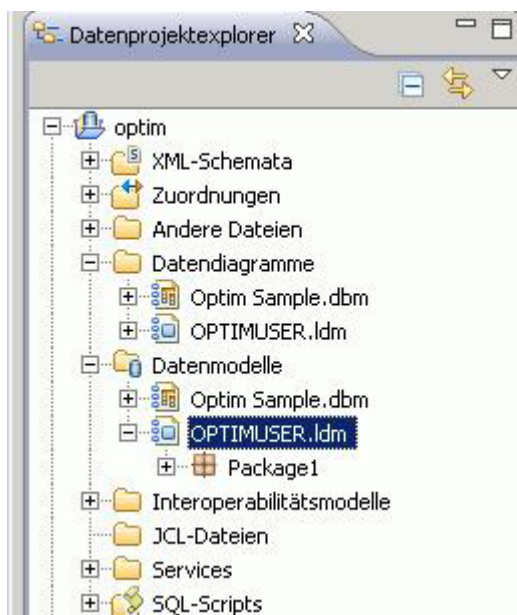 Datenprojektexplorer
optim
XML-Schemata
Zuordnungen
Andere Dateien
Datendiagramme
Optim Sample.dbm
OPTIMUSER.ldm
Datenmodelle
Optim Sample.dbm
OPTIMUSER.ldm
Package1
Interoperabilitätsmodelle
JCL-Dateien
Services
SQL-Scripts